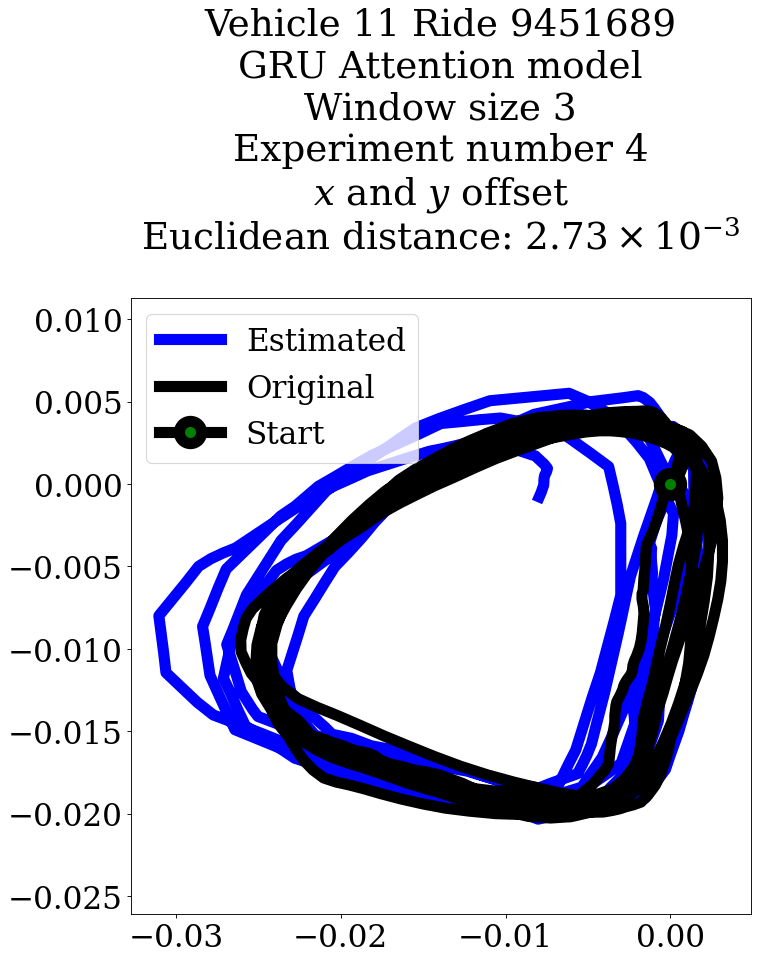 Vehicle 11 Ride 9451689
GRU Attention model
Window size 3
Experiment number 4
x and y offset
Euclidean distance: 2.73 × 10⁻³
Estimated
Original
Start
0.010
0.005
0.000
−0.005
−0.010
−0.015
−0.020
−0.025
−0.03 −0.02 −0.01 0.00